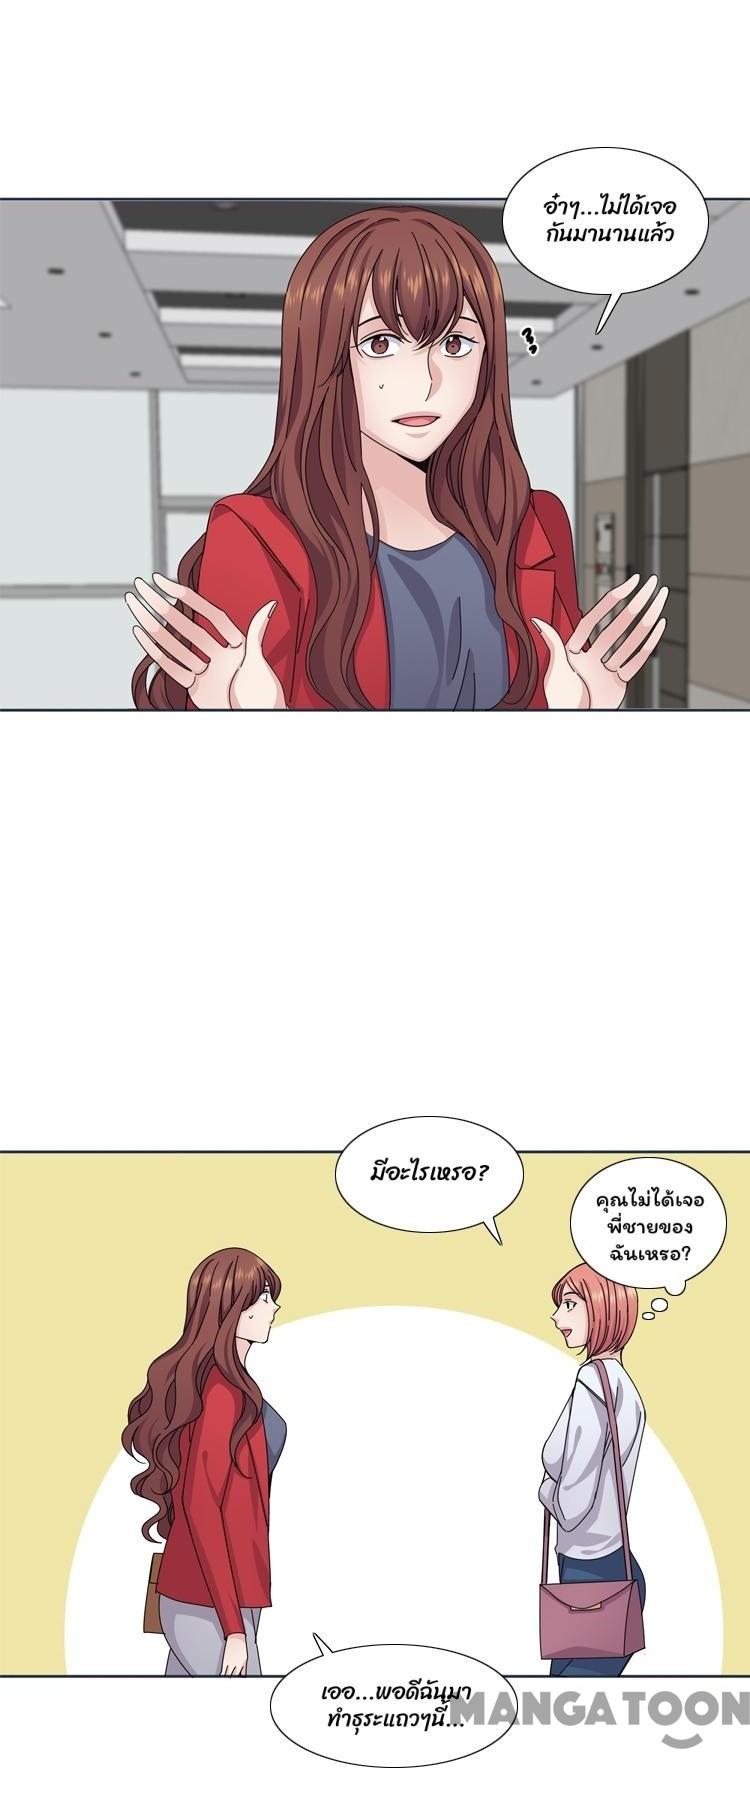 อ๋าๆ...ไม่ได้เจอ
กันมานานแล้ว
มีอะไรเหรอ?
คุณไม่ได้เจอ
พี่ชายของ
ฉันเหรอ?
เออ...พอดีฉันมา
ทำธุระแถวๆนี้...
MANGATOON